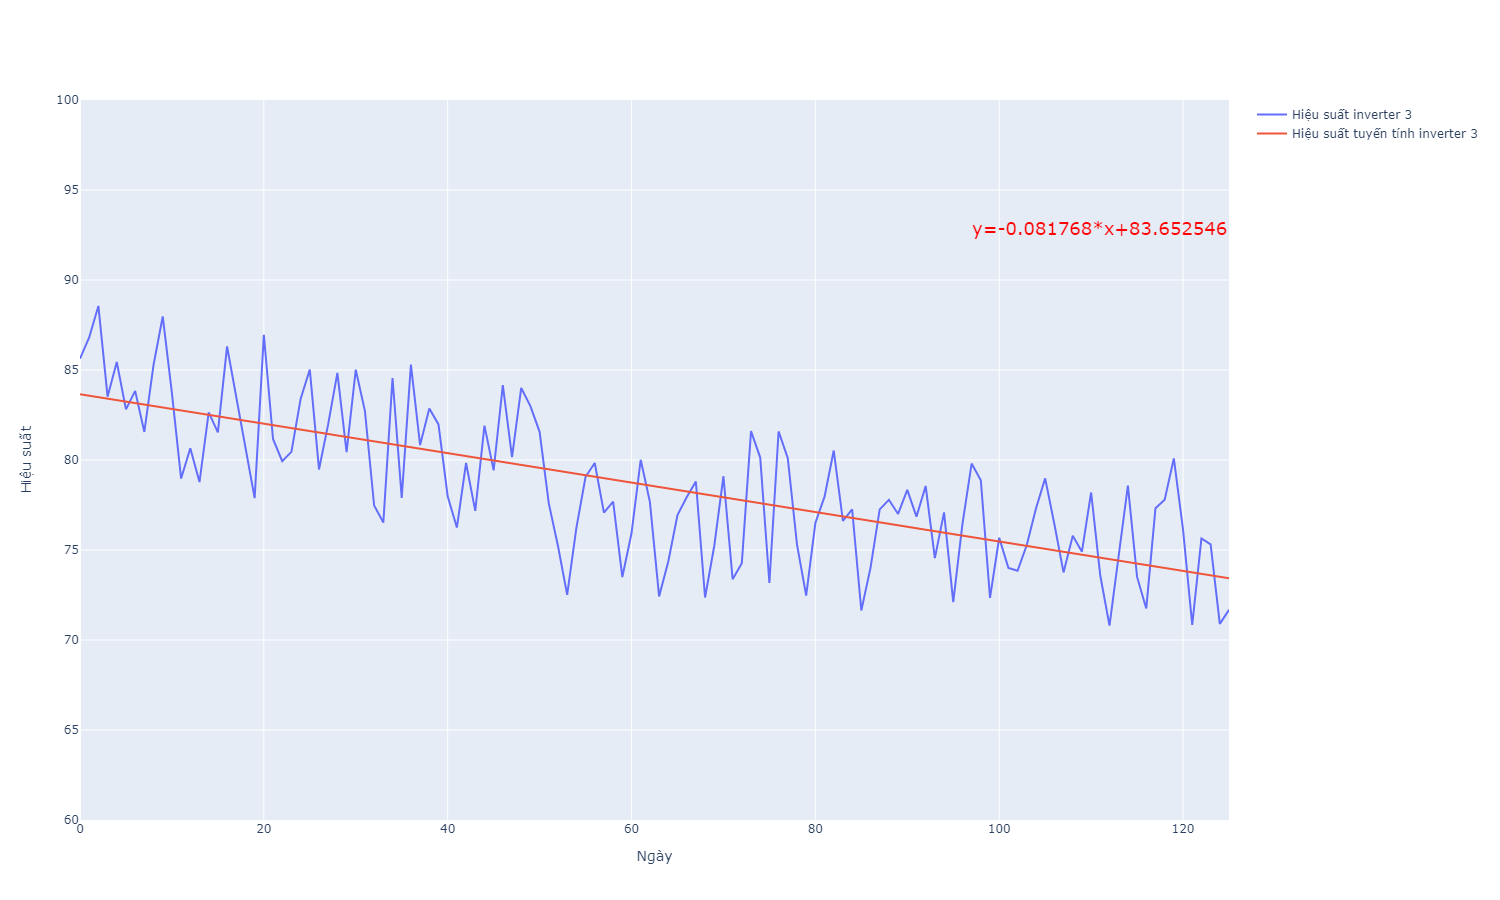 Hiệu suất inverter 3
Hiệu suất tuyến tính inverter 3
y=-0.081768*x+83.652546
100
95
90
85
80
75
70
65
60
Hiệu suất
0 20 40 60 80 100 120
Ngày